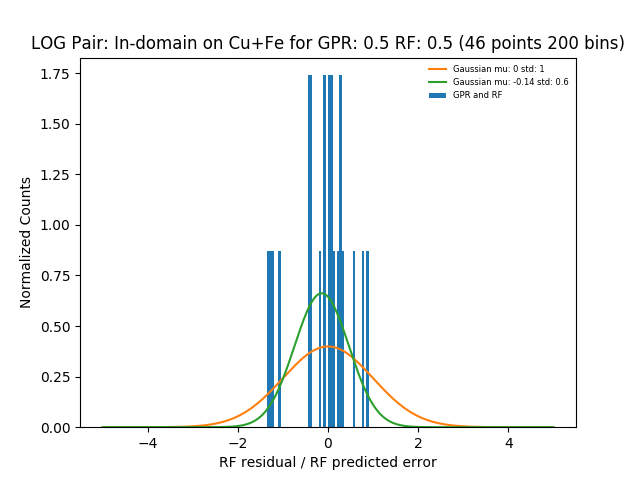 LOG Pair: In-domain on Cu+Fe for GPR: 0.5 RF: 0.5 (46 points 200 bins)
Gaussian mu: 0 std: 1
Gaussian mu: -0.14 std: 0.6
GPR and RF
Normalized Counts
1.75
1.50
1.25
1.00
0.75
0.50
0.25
0.00
−4 −2 0 2 4
RF residual / RF predicted error